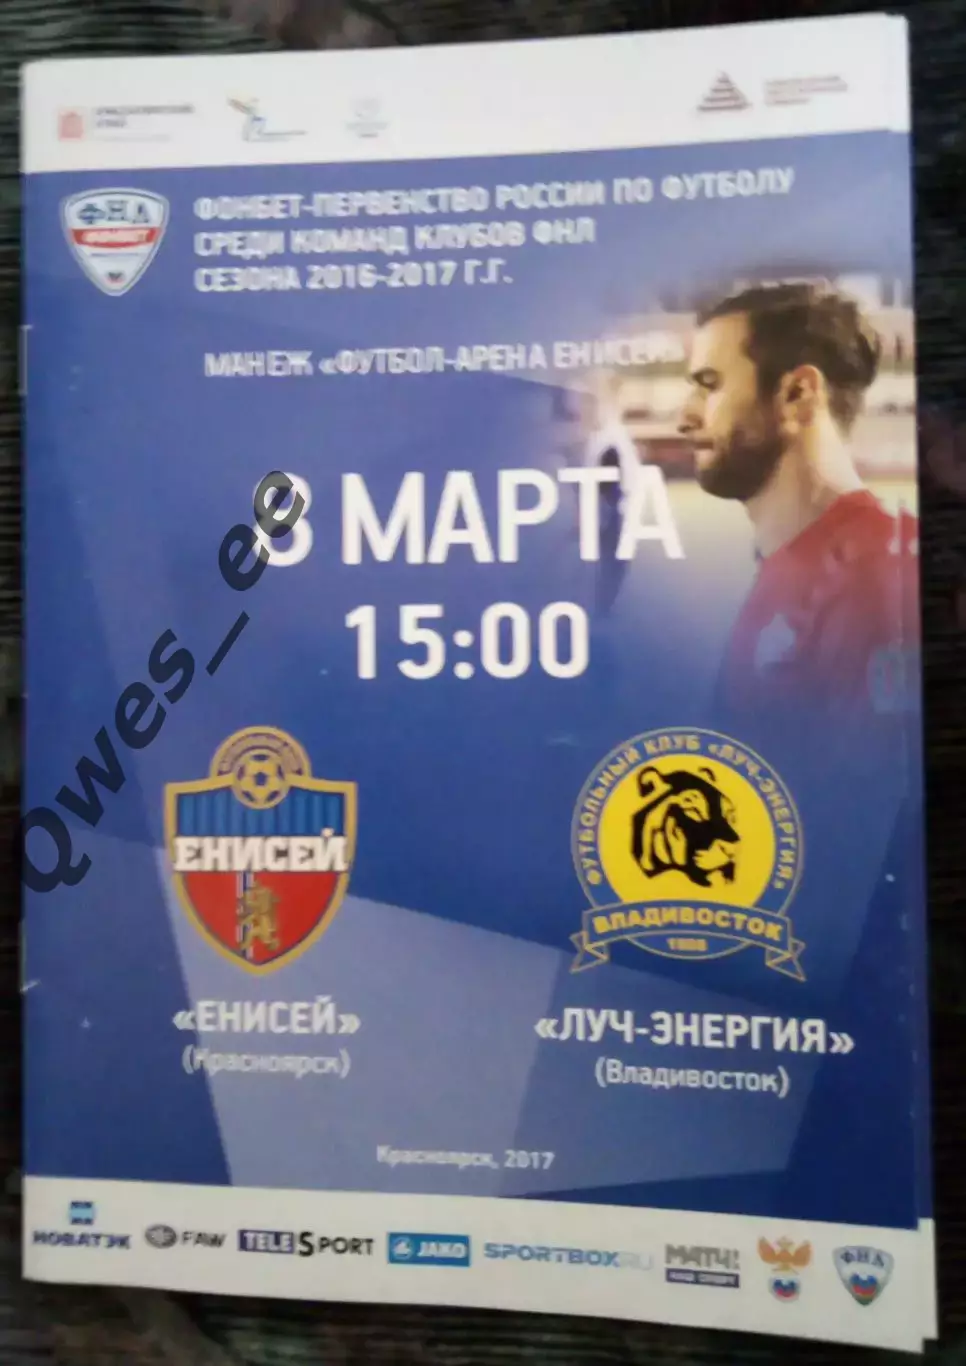 ФНЛ
ФОНБЕТ-ПЕРВЕНСТВО РОССИИ ПО ФУТБОЛУ
СРЕДИ КОМАНД КЛУБОВ ФНЛ
СЕЗОНА 2016-2017 Г.Г.
МАНЕЖ «ФУТБОЛ-АРЕНА ЕНИСЕЙ»
8 МАРТА
15:00
Qwes_ee
ЕНИСЕЙ
ФУТБОЛЬНЫЙ КЛУБ «ЛУЧ-ЭНЕРГИЯ»
ВЛАДИВОСТОК
«ЕНИСЕЙ»
(Красноярск)
«ЛУЧ-ЭНЕРГИЯ»
(Владивосток)
Красноярск, 2017
НОВАТЭК
FAW
TELESPORT
JAKO
SPORTBOX.RU
МАТЧ!
НАШ СПОРТ
ФНЛ